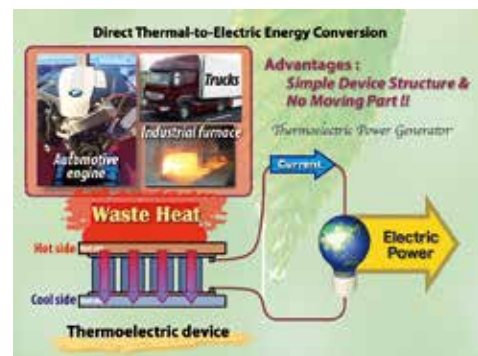 Direct Thermal-to-Electric Energy Conversion
Advantages :
Simple Device Structure &
No Moving Part !!
Trucks
Industrial furnace
Automotive
engine
Thermoelectric Power Generator
Current
Waste Heat
Hot side
Cool side
Electric
Power
Thermoelectric device